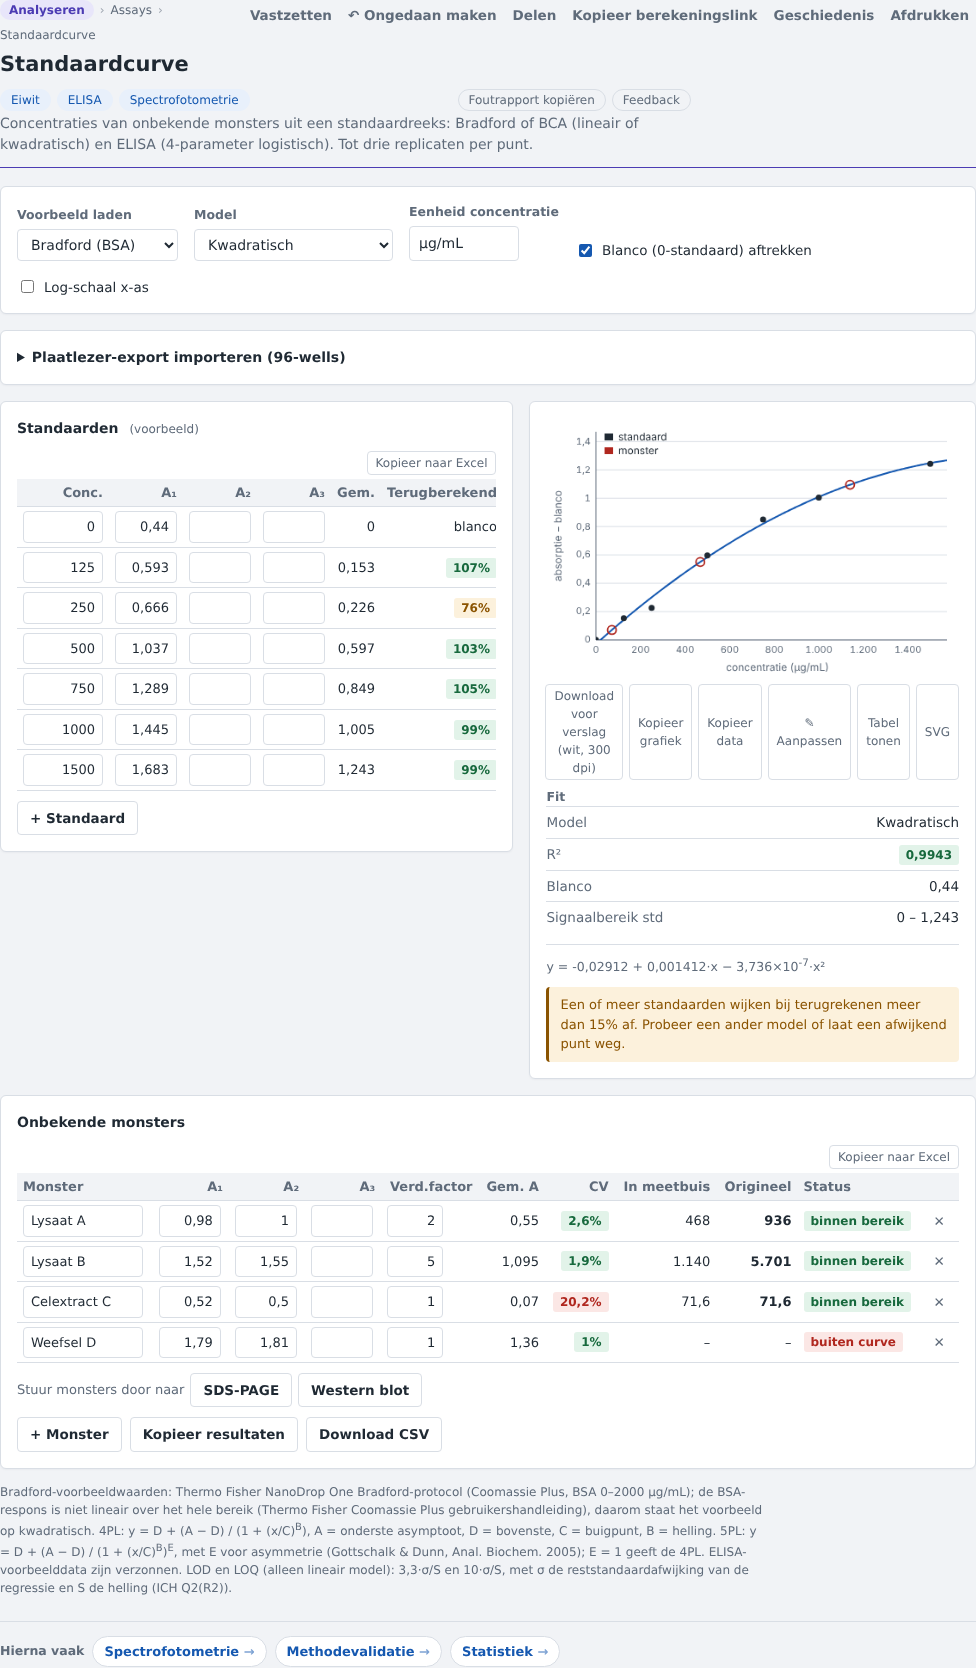 Analyseren › Assays ›
Standaardcurve
Vastzetten ↶ Ongedaan maken Delen Kopieer berekeningslink Geschiedenis Afdrukken
Standaardcurve
Eiwit ELISA Spectrofotometrie Foutrapport kopiëren Feedback
Concentraties van onbekende monsters uit een standaardreeks: Bradford of BCA (lineair of
kwadratisch) en ELISA (4-parameter logistisch). Tot drie replicaten per punt.
Voorbeeld laden Model Eenheid concentratie
Bradford (BSA) Kwadratisch µg/mL Blanco (0-standaard) aftrekken
Log-schaal x-as
Plaatlezer-export importeren (96-wells)
Standaarden (voorbeeld)
Kopieer naar Excel
Conc. A₁ A₂ A₃ Gem. Terugberekend
0 0,44 0 blanco
125 0,593 0,153 107%
250 0,666 0,226 76%
500 1,037 0,597 103%
750 1,289 0,849 105%
1000 1,445 1,005 99%
1500 1,683 1,243 99%
+ Standaard
standaard
monster
1,4
1,2
1
0,8
0,6
0,4
0,2
0
absorptie – blanco
0 200 400 600 800 1.000 1.200 1.400
concentratie (µg/mL)
Download
voor
verslag
(wit, 300
dpi)
Kopieer
grafiek
Kopieer
data
✎
Aanpassen
Tabel
tonen
SVG
Fit
Model Kwadratisch
R² 0,9943
Blanco 0,44
Signaalbereik std 0 – 1,243
y = -0,02912 + 0,001412·x − 3,736×10⁻⁷·x²
Een of meer standaarden wijken bij terugrekenen meer
dan 15% af. Probeer een ander model of laat een afwijkend
punt weg.
Onbekende monsters
Kopieer naar Excel
Monster A₁ A₂ A₃ Verd.factor Gem. A CV In meetbuis Origineel Status
Lysaat A 0,98 1 2 0,55 2,6% 468 936 binnen bereik ×
Lysaat B 1,52 1,55 5 1,095 1,9% 1.140 5.701 binnen bereik ×
Celextract C 0,52 0,5 1 0,07 20,2% 71,6 71,6 binnen bereik ×
Weefsel D 1,79 1,81 1 1,36 1% – – buiten curve ×
Stuur monsters door naar SDS-PAGE Western blot
+ Monster Kopieer resultaten Download CSV
Bradford-voorbeeldwaarden: Thermo Fisher NanoDrop One Bradford-protocol (Coomassie Plus, BSA 0–2000 µg/mL); de BSA-
respons is niet lineair over het hele bereik (Thermo Fisher Coomassie Plus gebruikershandleiding), daarom staat het voorbeeld
op kwadratisch. 4PL: y = D + (A − D) / (1 + (x/C)ᴮ), A = onderste asymptoot, D = bovenste, C = buigpunt, B = helling. 5PL: y
= D + (A − D) / (1 + (x/C)ᴮ)ᴱ, met E voor asymmetrie (Gottschalk & Dunn, Anal. Biochem. 2005); E = 1 geeft de 4PL. ELISA-
voorbeelddata zijn verzonnen. LOD en LOQ (alleen lineair model): 3,3·σ/S en 10·σ/S, met σ de reststandaardafwijking van de
regressie en S de helling (ICH Q2(R2)).
Hierna vaak Spectrofotometrie → Methodevalidatie → Statistiek →